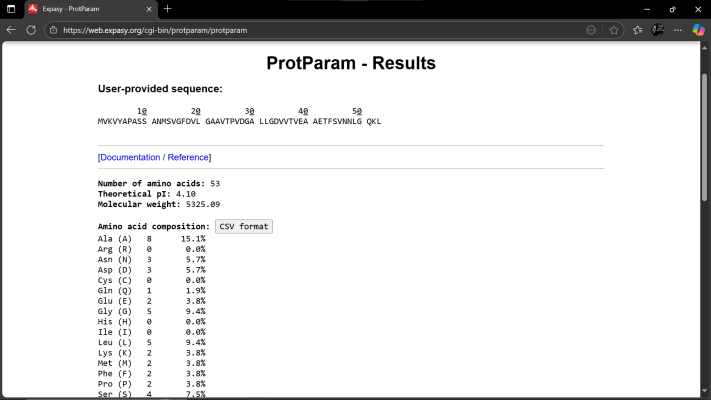 Expasy - ProtParam
https://web.expasy.org/cgi-bin/protparam/protparam
ProtParam - Results
User-provided sequence:
10 20 30 40 50
MVKVYAPASS ANMSVGFDVL GAAVTPVDGA LLGDVVTVEA AETFSVNNLG QKL
[Documentation / Reference]
Number of amino acids: 53
Theoretical pI: 4.10
Molecular weight: 5325.09
Amino acid composition: CSV format
Ala (A) 8 15.1%
Arg (R) 0 0.0%
Asn (N) 3 5.7%
Asp (D) 3 5.7%
Cys (C) 0 0.0%
Gln (Q) 1 1.9%
Glu (E) 2 3.8%
Gly (G) 5 9.4%
His (H) 0 0.0%
Ile (I) 0 0.0%
Leu (L) 5 9.4%
Lys (K) 2 3.8%
Met (M) 2 3.8%
Phe (F) 2 3.8%
Pro (P) 2 3.8%
Ser (S) 4 7.5%